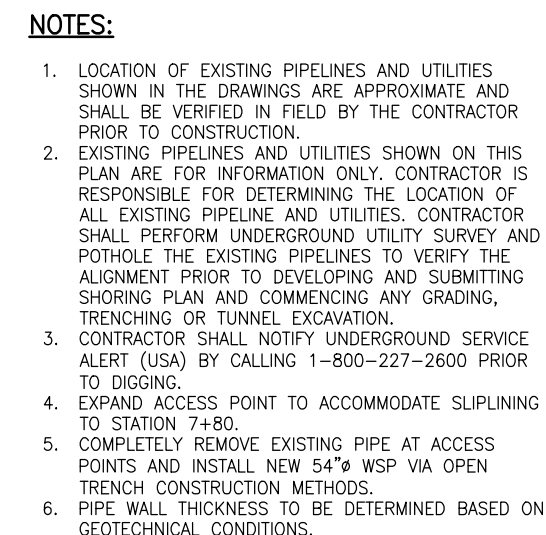 NOTES:
1. LOCATION OF EXISTING PIPELINES AND UTILITIES
SHOWN IN THE DRAWINGS ARE APPROXIMATE AND
SHALL BE VERIFIED IN FIELD BY THE CONTRACTOR
PRIOR TO CONSTRUCTION.
2. EXISTING PIPELINES AND UTILITIES SHOWN ON THIS
PLAN ARE FOR INFORMATION ONLY. CONTRACTOR IS
RESPONSIBLE FOR DETERMINING THE LOCATION OF
ALL EXISTING PIPELINE AND UTILITIES. CONTRACTOR
SHALL PERFORM UNDERGROUND UTILITY SURVEY AND
POTHOLE THE EXISTING PIPELINES TO VERIFY THE
ALIGNMENT PRIOR TO DEVELOPING AND SUBMITTING
SHORING PLAN AND COMMENCING ANY GRADING,
TRENCHING OR TUNNEL EXCAVATION.
3. CONTRACTOR SHALL NOTIFY UNDERGROUND SERVICE
ALERT (USA) BY CALLING 1-800-227-2600 PRIOR
TO DIGGING.
4. EXPAND ACCESS POINT TO ACCOMMODATE SLIPLINING
TO STATION 7+80.
5. COMPLETELY REMOVE EXISTING PIPE AT ACCESS
POINTS AND INSTALL NEW 54"ø WSP VIA OPEN
TRENCH CONSTRUCTION METHODS.
6. PIPE WALL THICKNESS TO BE DETERMINED BASED ON
GEOTECHNICAL CONDITIONS.